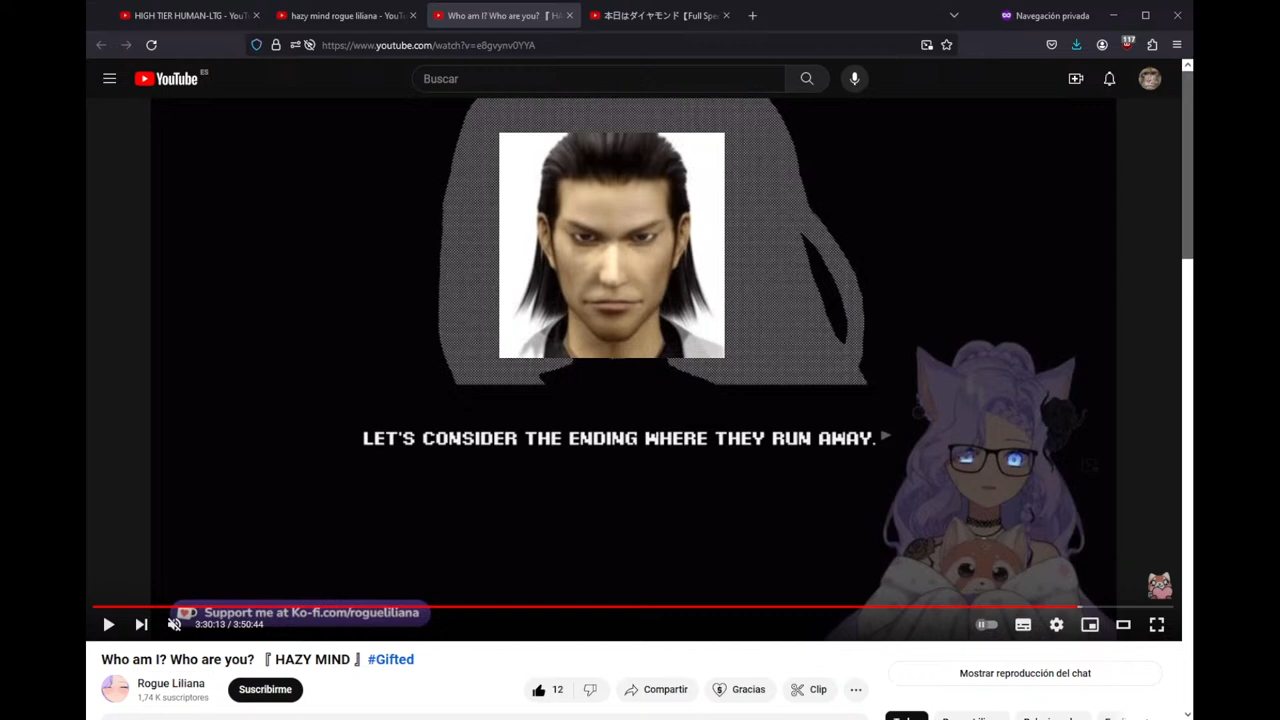 HIGH TIER HUMAN-LTG - YouT
hazy mind rogue liliana - YouTu
Who am I? Who are you? 『 HA
本日はダイヤモンド【Full Spe
Navegación privada
https://www.youtube.com/watch?v=e8gvynv0YYA
117
YouTube ES
Buscar
LET'S CONSIDER THE ENDING WHERE THEY RUN AWAY.
Support me at Ko-fi.com/rogueliliana
3:30:13 / 3:50:44
Who am I? Who are you? 『 HAZY MIND 』 #Gifted
Rogue Liliana
1,74 K suscriptores
Suscribirme
12
Compartir
Gracias
Clip
Mostrar reproducción del chat